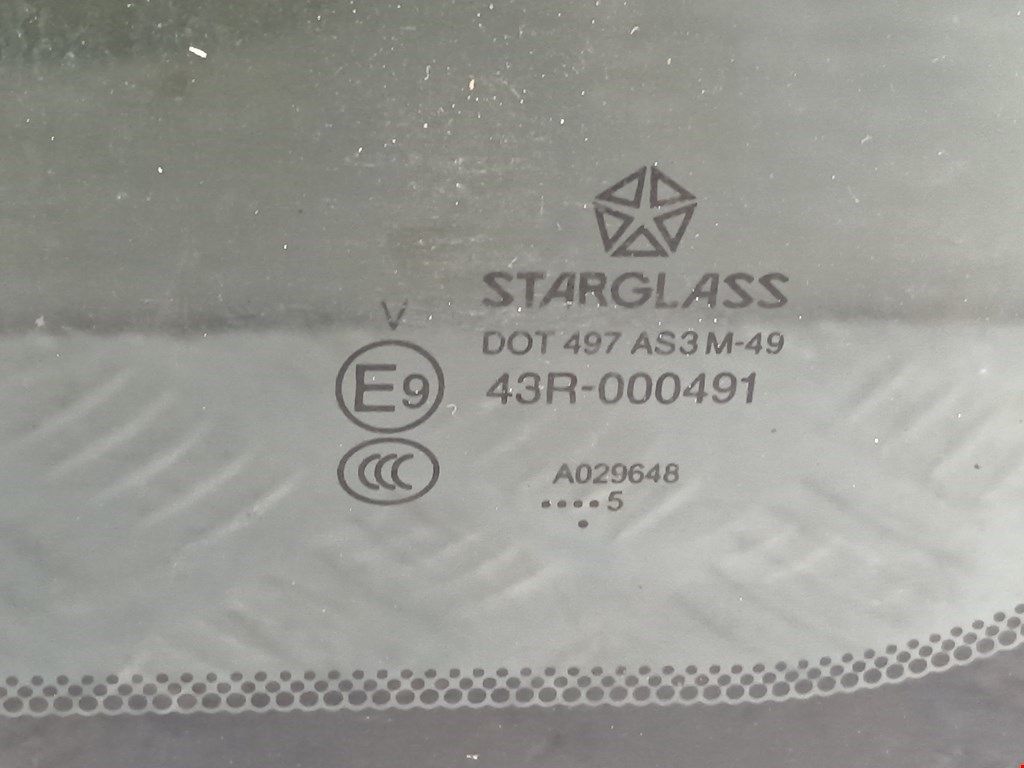 STARGLASS
V
DOT 497 AS3 M-49
E9
43R-000491
CCC
A029648
....5
.